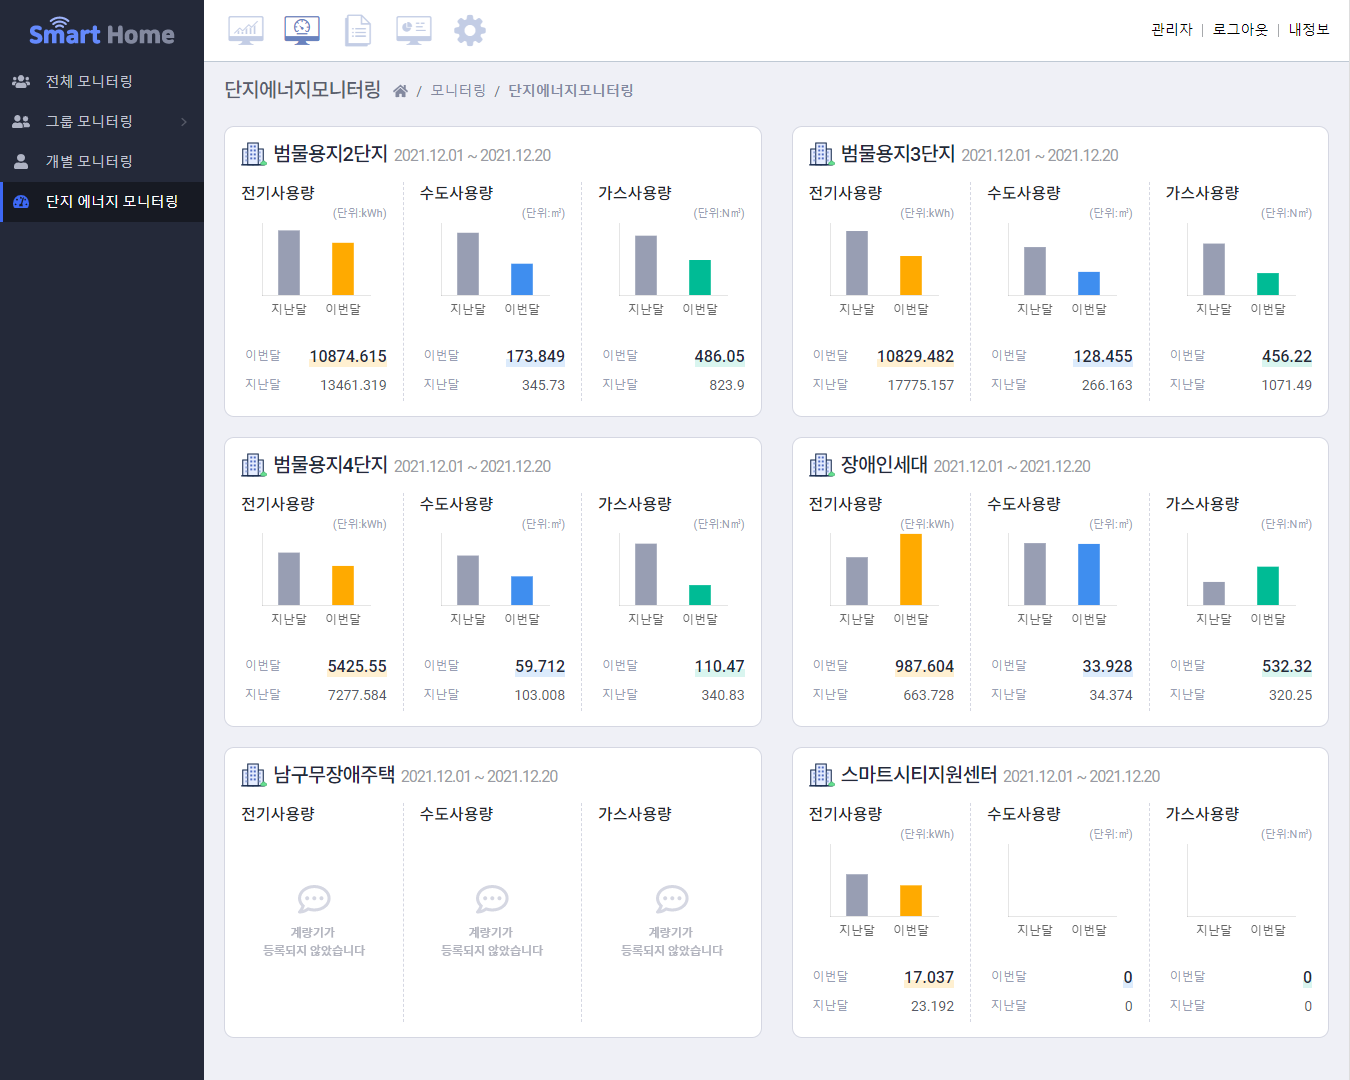 Smart Home
전체 모니터링
그룹 모니터링
개별 모니터링
단지 에너지 모니터링
관리자 | 로그아웃 | 내정보
단지에너지모니터링 / 모니터링 / 단지에너지모니터링
범물용지2단지 2021.12.01 ~ 2021.12.20
전기사용량 수도사용량 가스사용량
(단위:kWh) (단위:㎥) (단위:N㎥)
지난달 이번달 지난달 이번달 지난달 이번달
이번달 10874.615 이번달 173.849 이번달 486.05
지난달 13461.319 지난달 345.73 지난달 823.9
범물용지3단지 2021.12.01 ~ 2021.12.20
전기사용량 수도사용량 가스사용량
(단위:kWh) (단위:㎥) (단위:N㎥)
지난달 이번달 지난달 이번달 지난달 이번달
이번달 10829.482 이번달 128.455 이번달 456.22
지난달 17775.157 지난달 266.163 지난달 1071.49
범물용지4단지 2021.12.01 ~ 2021.12.20
전기사용량 수도사용량 가스사용량
(단위:kWh) (단위:㎥) (단위:N㎥)
지난달 이번달 지난달 이번달 지난달 이번달
이번달 5425.55 이번달 59.712 이번달 110.47
지난달 7277.584 지난달 103.008 지난달 340.83
장애인세대 2021.12.01 ~ 2021.12.20
전기사용량 수도사용량 가스사용량
(단위:kWh) (단위:㎥) (단위:N㎥)
지난달 이번달 지난달 이번달 지난달 이번달
이번달 987.604 이번달 33.928 이번달 532.32
지난달 663.728 지난달 34.374 지난달 320.25
남구무장애주택 2021.12.01 ~ 2021.12.20
전기사용량 수도사용량 가스사용량
계량기가 계량기가 계량기가
등록되지 않았습니다 등록되지 않았습니다 등록되지 않았습니다
스마트시티지원센터 2021.12.01 ~ 2021.12.20
전기사용량 수도사용량 가스사용량
(단위:kWh) (단위:㎥) (단위:N㎥)
지난달 이번달 지난달 이번달 지난달 이번달
이번달 17.037 이번달 0 이번달 0
지난달 23.192 지난달 0 지난달 0